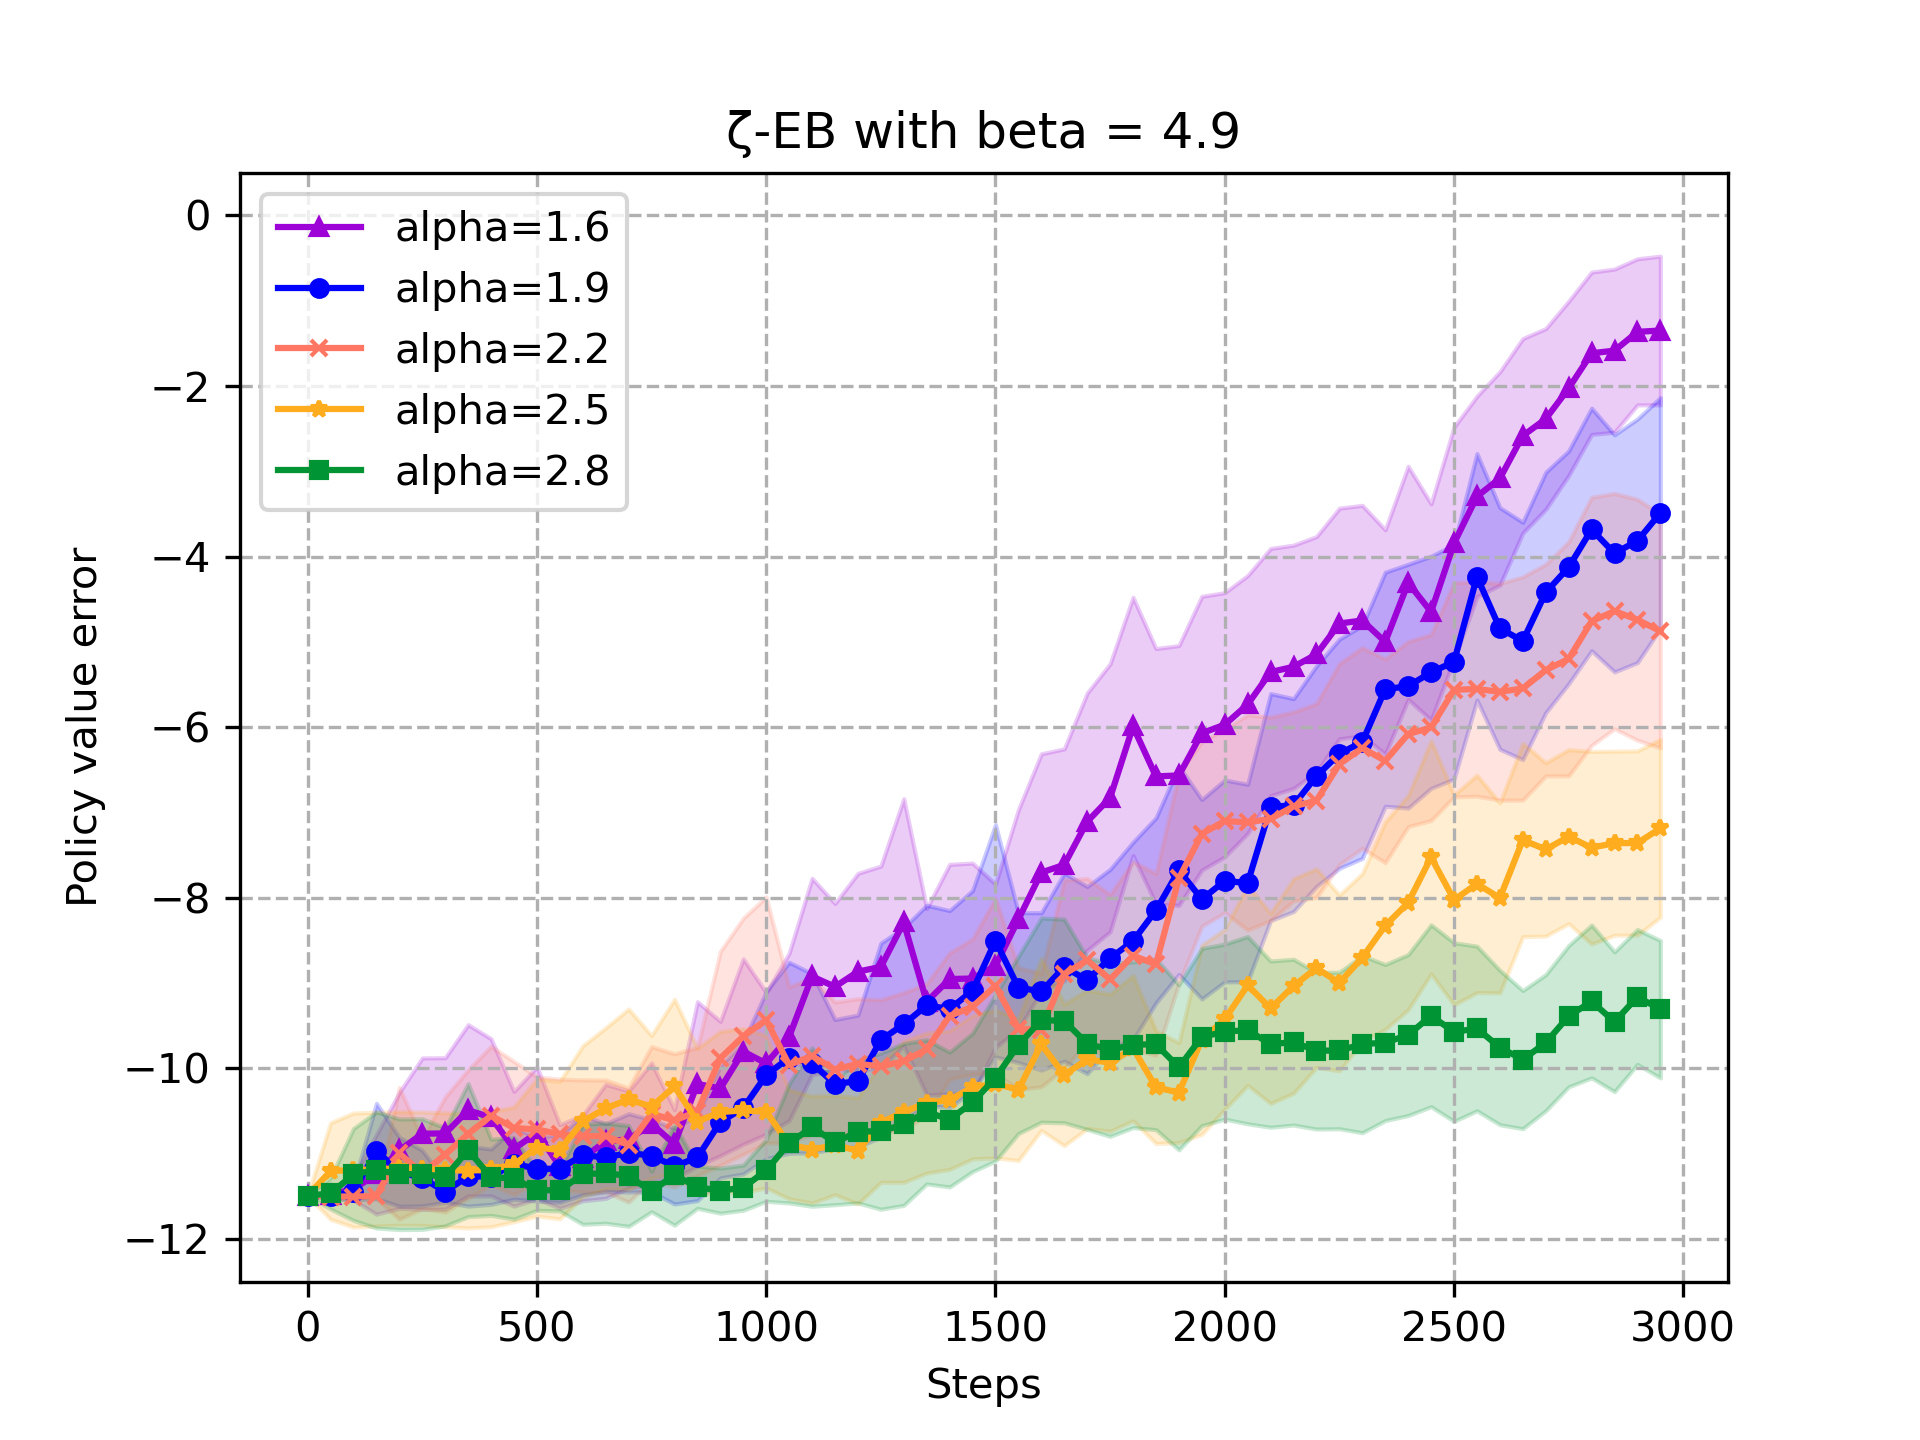 ζ-EB with beta = 4.9
alpha=1.6
alpha=1.9
alpha=2.2
alpha=2.5
alpha=2.8
Policy value error
0
−2
−4
−6
−8
−10
−12
0 500 1000 1500 2000 2500 3000
Steps